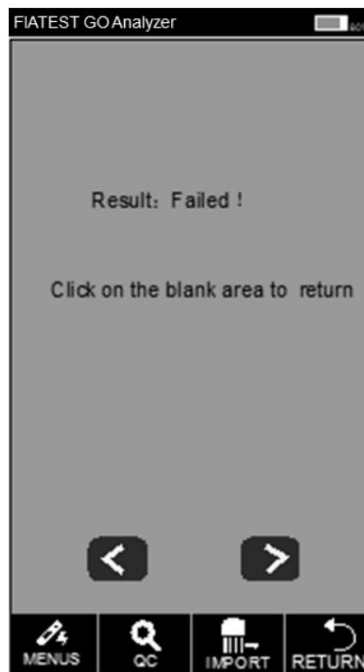 FIATEST GO Analyzer
Result: Failed !
Click on the blank area to return
MENUS QC IMPORT RETURN